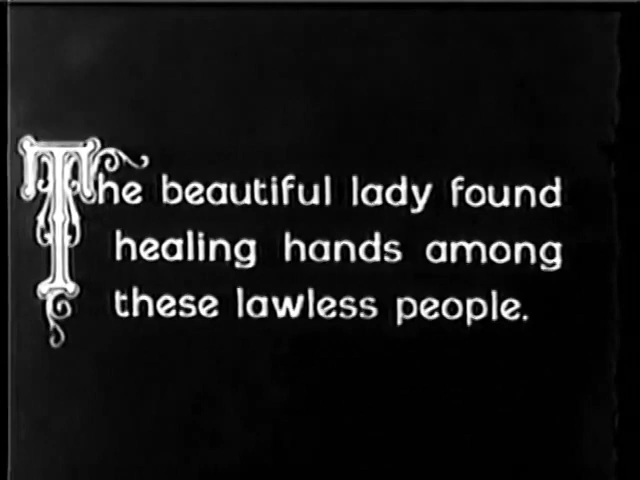 The beautiful lady found
healing hands among
these lawless people.